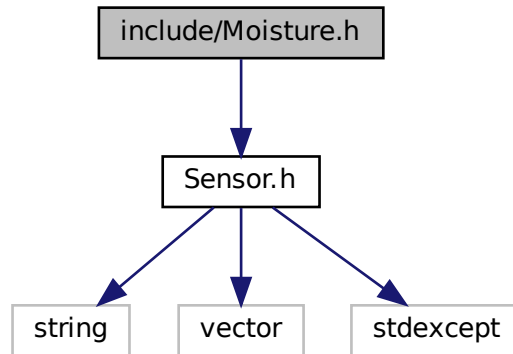 include/Moisture.h
Sensor.h
string
vector
stdexcept